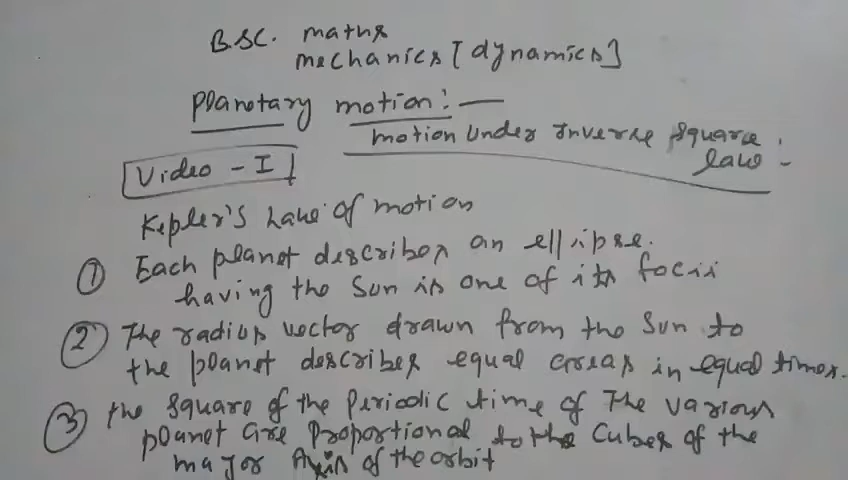 B.SC. maths
mechanics [dynamics]
Planetary motion:—
motion under inverse square law:-
Video - I
Kepler's Laws of motion
① Each planet describes an ellipse.
having the Sun in one of its focii
② The radius vector drawn from the Sun to
the planet describes equal areas in equal times.
③ the square of the Periodic time of The various
planet are proportional to the Cubes of the
major Axis of the orbit